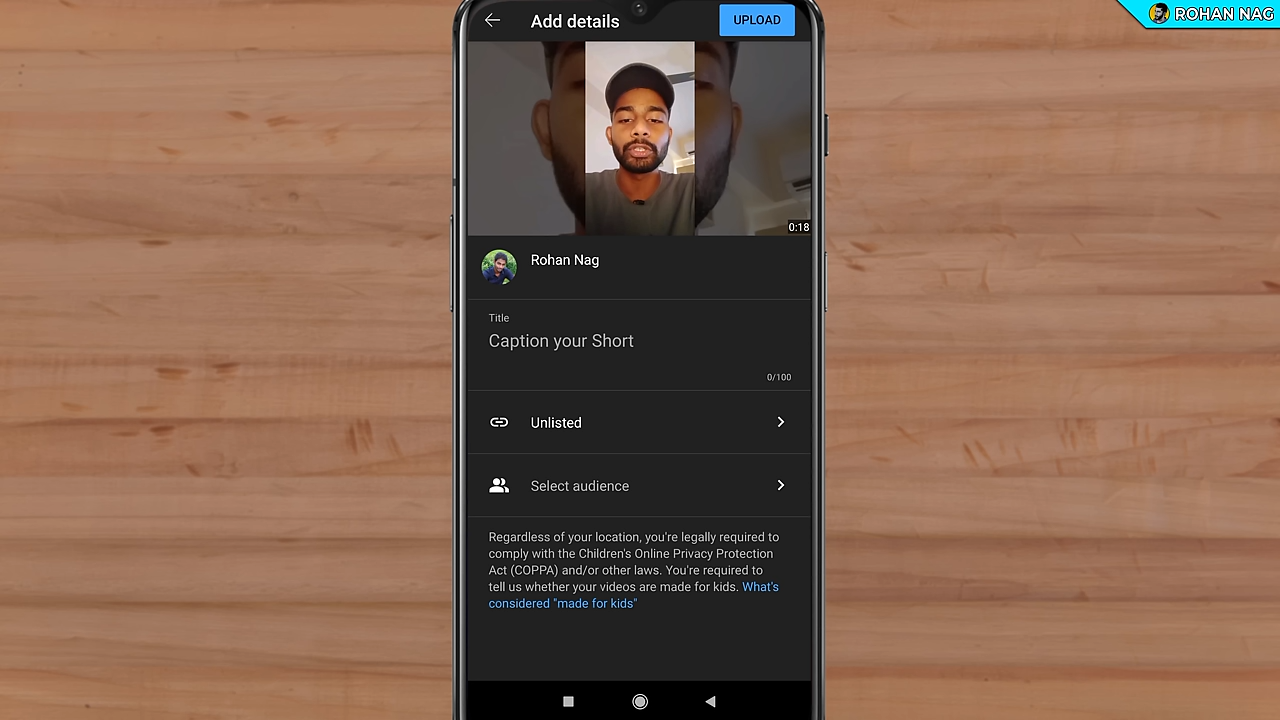 Add details
UPLOAD
ROHAN NAG
0:18
Rohan Nag
Title
Caption your Short
0/100
Unlisted
Select audience
Regardless of your location, you're legally required to
comply with the Children's Online Privacy Protection
Act (COPPA) and/or other laws. You're required to
tell us whether your videos are made for kids. What's
considered "made for kids"